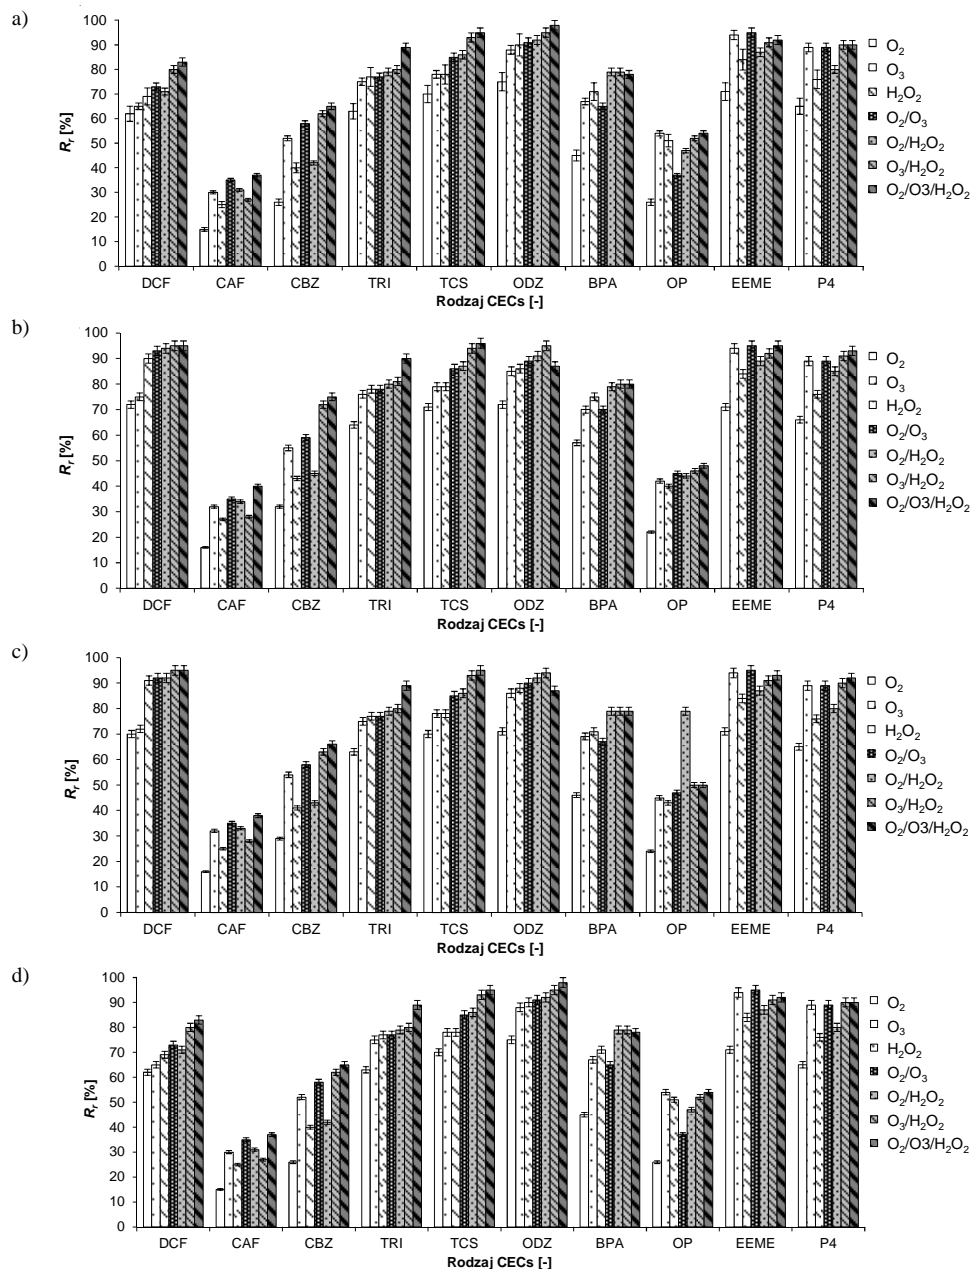 a)
R_r [%]
100
90
80
70
60
50
40
30
20
10
0
DCF CAF CBZ TRI TCS ODZ BPA OP EEME P4
Rodzaj CECs [-]
O₂
O₃
H₂O₂
O₂/O₃
O₂/H₂O₂
O₃/H₂O₂
O₂/O3/H₂O₂
b)
R_r [%]
100
90
80
70
60
50
40
30
20
10
0
DCF CAF CBZ TRI TCS ODZ BPA OP EEME P4
Rodzaj CECs [-]
O₂
O₃
H₂O₂
O₂/O₃
O₂/H₂O₂
O₃/H₂O₂
O₂/O3/H₂O₂
c)
R_r [%]
100
90
80
70
60
50
40
30
20
10
0
DCF CAF CBZ TRI TCS ODZ BPA OP EEME P4
Rodzaj CECs [-]
O₂
O₃
H₂O₂
O₂/O₃
O₂/H₂O₂
O₃/H₂O₂
O₂/O3/H₂O₂
d)
R_r [%]
100
90
80
70
60
50
40
30
20
10
0
DCF CAF CBZ TRI TCS ODZ BPA OP EEME P4
Rodzaj CECs [-]
O₂
O₃
H₂O₂
O₂/O₃
O₂/H₂O₂
O₃/H₂O₂
O₂/O3/H₂O₂